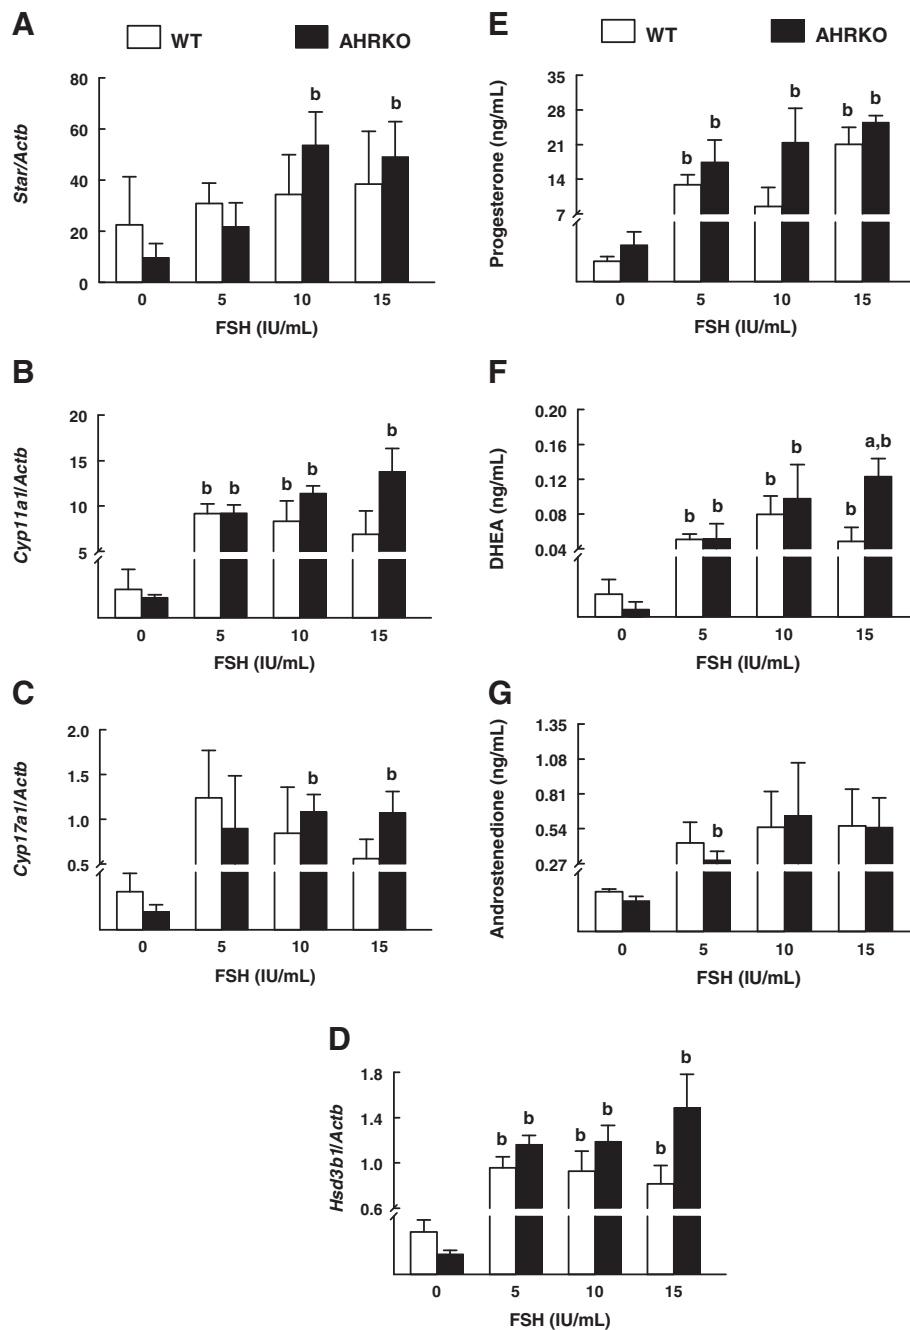 A
WT
AHRKO
Star/Actb
80
60
40
20
0
b
b
0 5 10 15
FSH (IU/mL)
B
Cyp11a1/Actb
20
15
10
5
b b
b b
b
0 5 10 15
FSH (IU/mL)
C
Cyp17a1/Actb
2.0
1.5
1.0
0.5
b
b
0 5 10 15
FSH (IU/mL)
E
WT
AHRKO
Progesterone (ng/mL)
35
28
21
14
7
b b
b
b b
0 5 10 15
FSH (IU/mL)
F
DHEA (ng/mL)
0.20
0.16
0.12
0.08
0.04
b b
b b
b a,b
0 5 10 15
FSH (IU/mL)
G
Androstenedione (ng/mL)
1.35
1.08
0.81
0.54
0.27
b
0 5 10 15
FSH (IU/mL)
D
Hsd3b1/Actb
1.8
1.4
1.0
0.6
b b
b b
b b
0 5 10 15
FSH (IU/mL)